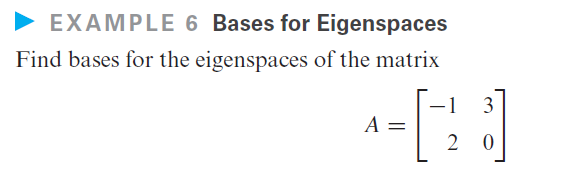 ▶ EXAMPLE 6 Bases for Eigenspaces
Find bases for the eigenspaces of the matrix
A = [−1 3
2 0]